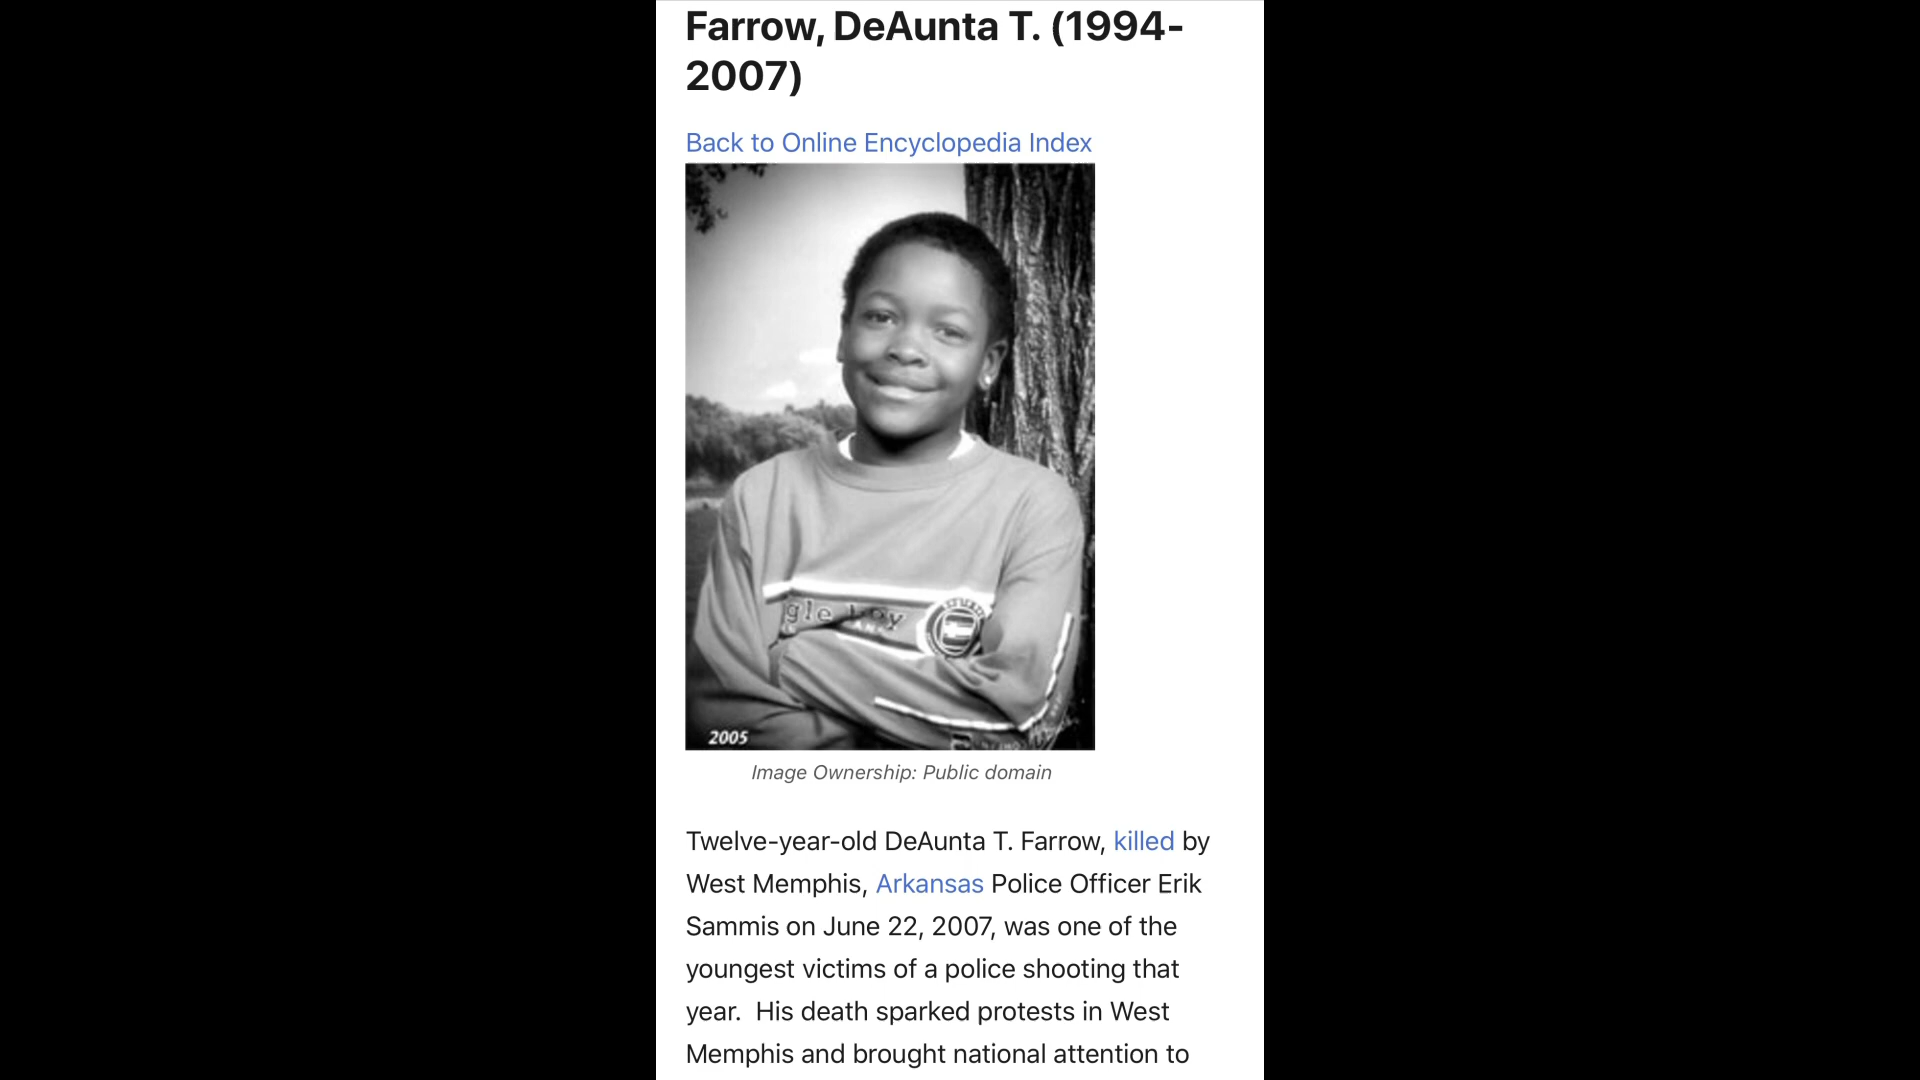 Farrow, DeAunta T. (1994-
2007)
Back to Online Encyclopedia Index
gle
2005
Image Ownership: Public domain
Twelve-year-old DeAunta T. Farrow, killed by
West Memphis, Arkansas Police Officer Erik
Sammis on June 22, 2007, was one of the
youngest victims of a police shooting that
year.  His death sparked protests in West
Memphis and brought national attention to